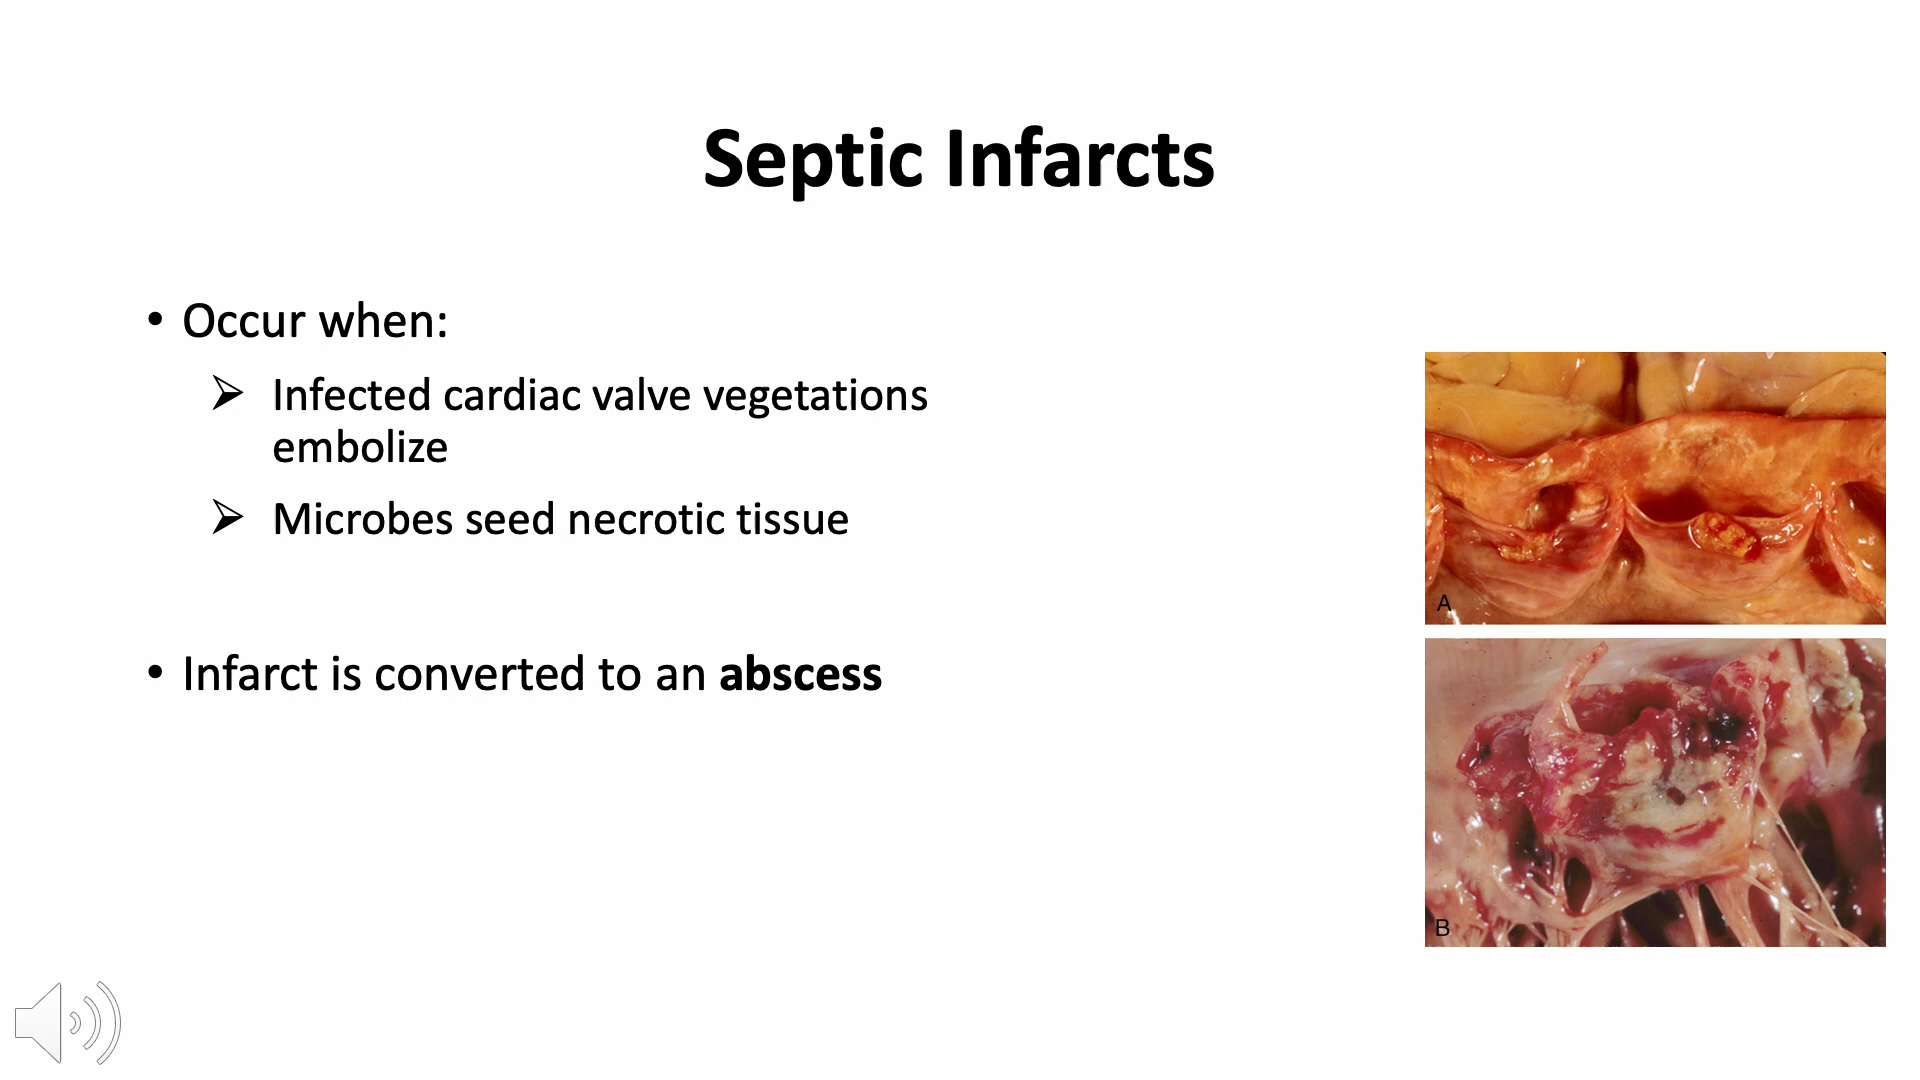 Septic Infarcts
• Occur when:
➢ Infected cardiac valve vegetations
embolize
➢ Microbes seed necrotic tissue
• Infarct is converted to an abscess
A
B